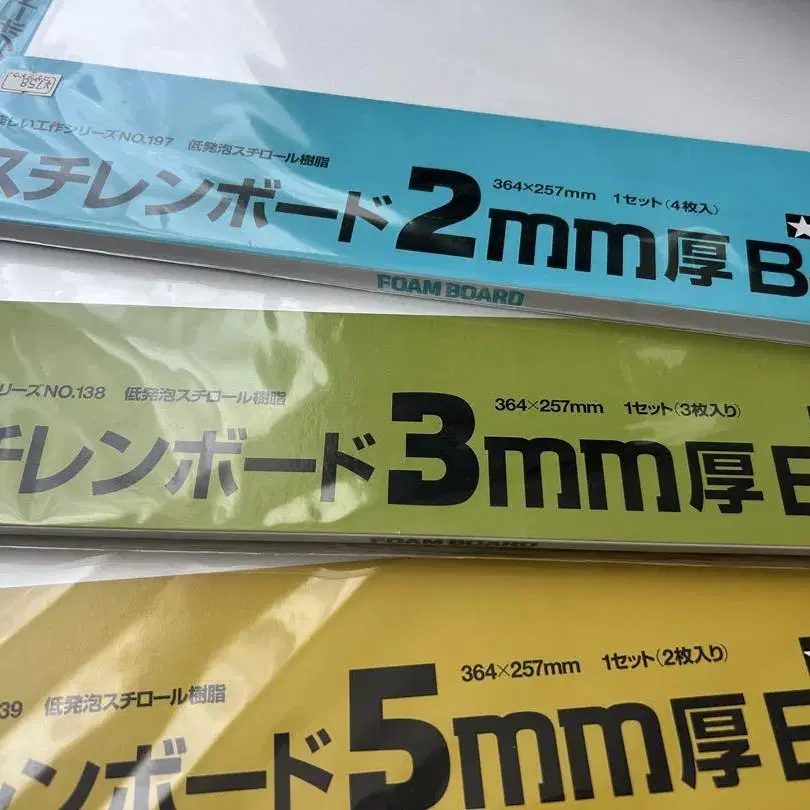 ¥758
楽しい工作シリーズNO.197 低発泡スチロール樹脂
スチレンボード2mm厚B
364×257mm 1セット(4枚入)
FOAM BOARD
リーズNO.138 低発泡スチロール樹脂
チレンボード3mm厚B
364×257mm 1セット(3枚入り)
FOAM BOARD
39 低発泡スチロール樹脂
レンボード5mm厚B
364×257mm 1セット(2枚入り)